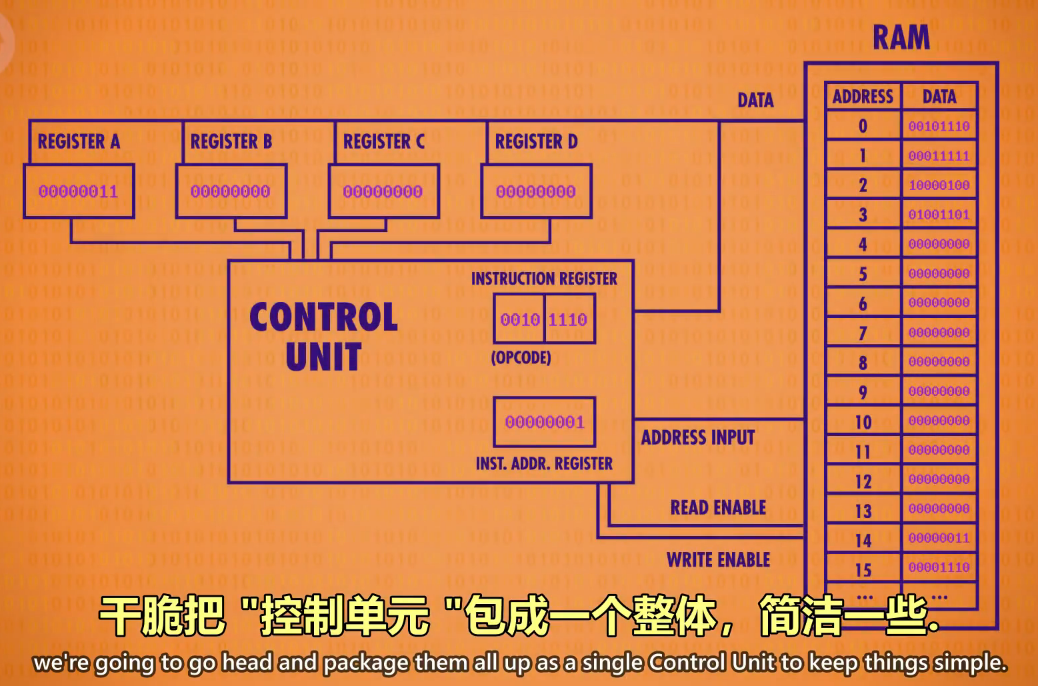 RAM
DATA
ADDRESS DATA
0 00101110
1 00011111
2 10000100
3 01001101
4 00000000
5 00000000
6 00000000
7 00000000
8 00000000
9 00000000
10 00000000
11 00000000
12 00000000
13 00000000
14 00000011
15 00001110
... ...
REGISTER A REGISTER B REGISTER C REGISTER D
00000011 00000000 00000000 00000000
CONTROL
UNIT
INSTRUCTION REGISTER
0010 1110
(OPCODE)
00000001
INST. ADDR. REGISTER
ADDRESS INPUT
READ ENABLE
WRITE ENABLE
干脆把 "控制单元 "包成一个整体，简洁一些.
we're going to go head and package them all up as a single Control Unit to keep things simple.